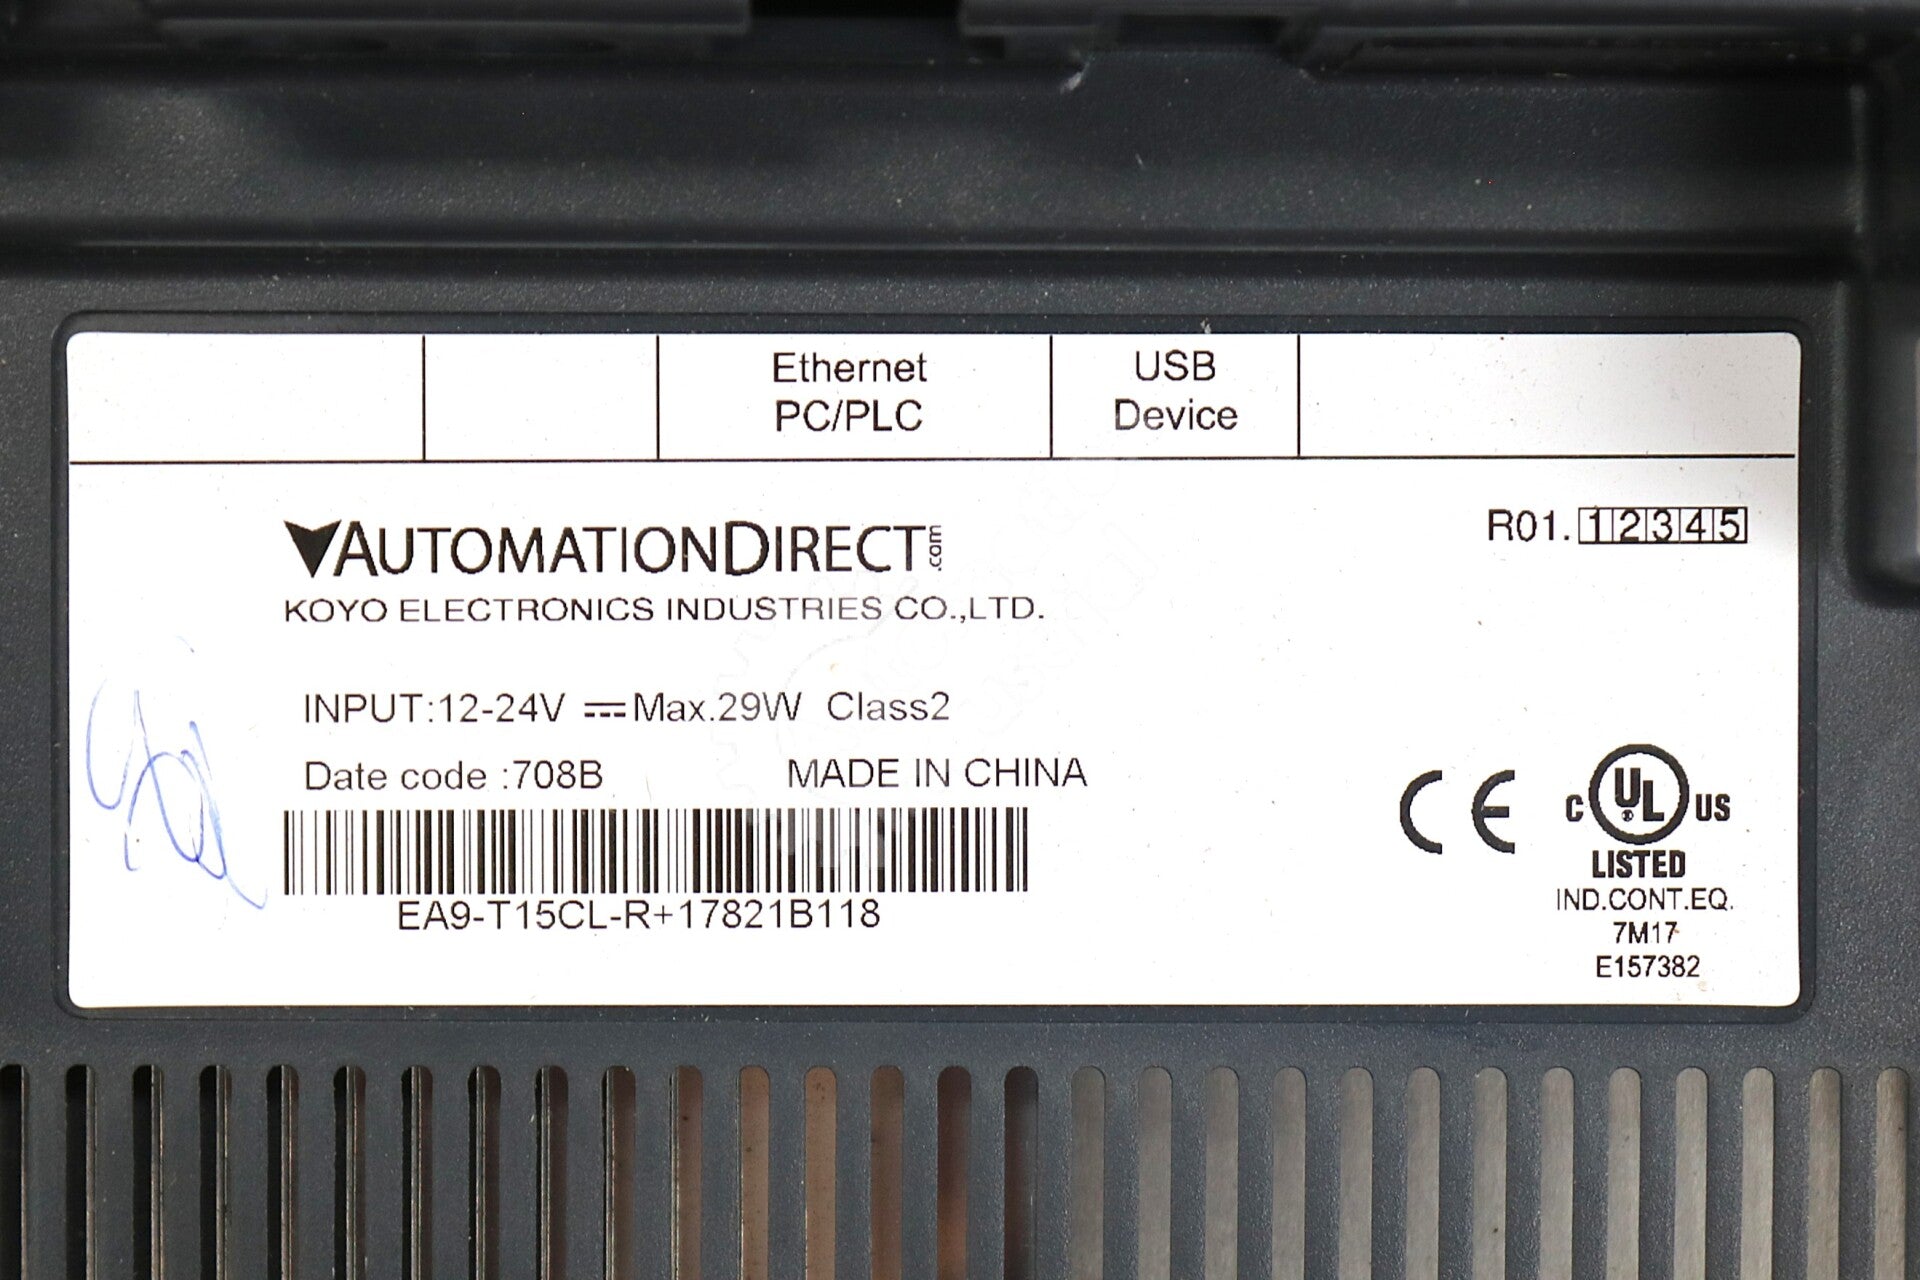 Ethernet
PC/PLC
USB
Device
AUTOMATIONDIRECT.com
R01.12345
KOYO ELECTRONICS INDUSTRIES CO.,LTD.
INPUT:12-24V ⎓Max.29W Class2
Date code :708B MADE IN CHINA
EA9-T15CL-R+17821B118
CE
C UL® US
LISTED
IND.CONT.EQ.
7M17
E157382